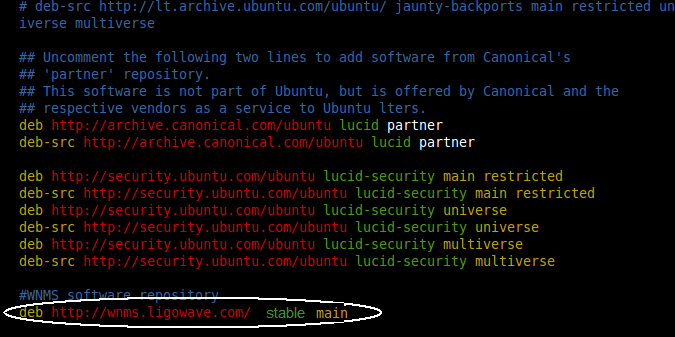 # deb-src http://lt.archive.ubuntu.com/ubuntu/ jaunty-backports main restricted un
iverse multiverse
## Uncomment the following two lines to add software from Canonical's
## 'partner' repository.
## This software is not part of Ubuntu, but is offered by Canonical and the
## respective vendors as a service to Ubuntu lters.
deb http://archive.canonical.com/ubuntu lucid partner
deb-src http://archive.canonical.com/ubuntu lucid partner
deb http://security.ubuntu.com/ubuntu lucid-security main restricted
deb-src http://security.ubuntu.com/ubuntu lucid-security main restricted
deb http://security.ubuntu.com/ubuntu lucid-security universe
deb-src http://security.ubuntu.com/ubuntu lucid-security universe
deb http://security.ubuntu.com/ubuntu lucid-security multiverse
deb-src http://security.ubuntu.com/ubuntu lucid-security multiverse
#WNMS software repository
deb http://wnms.ligowave.com/ stable main